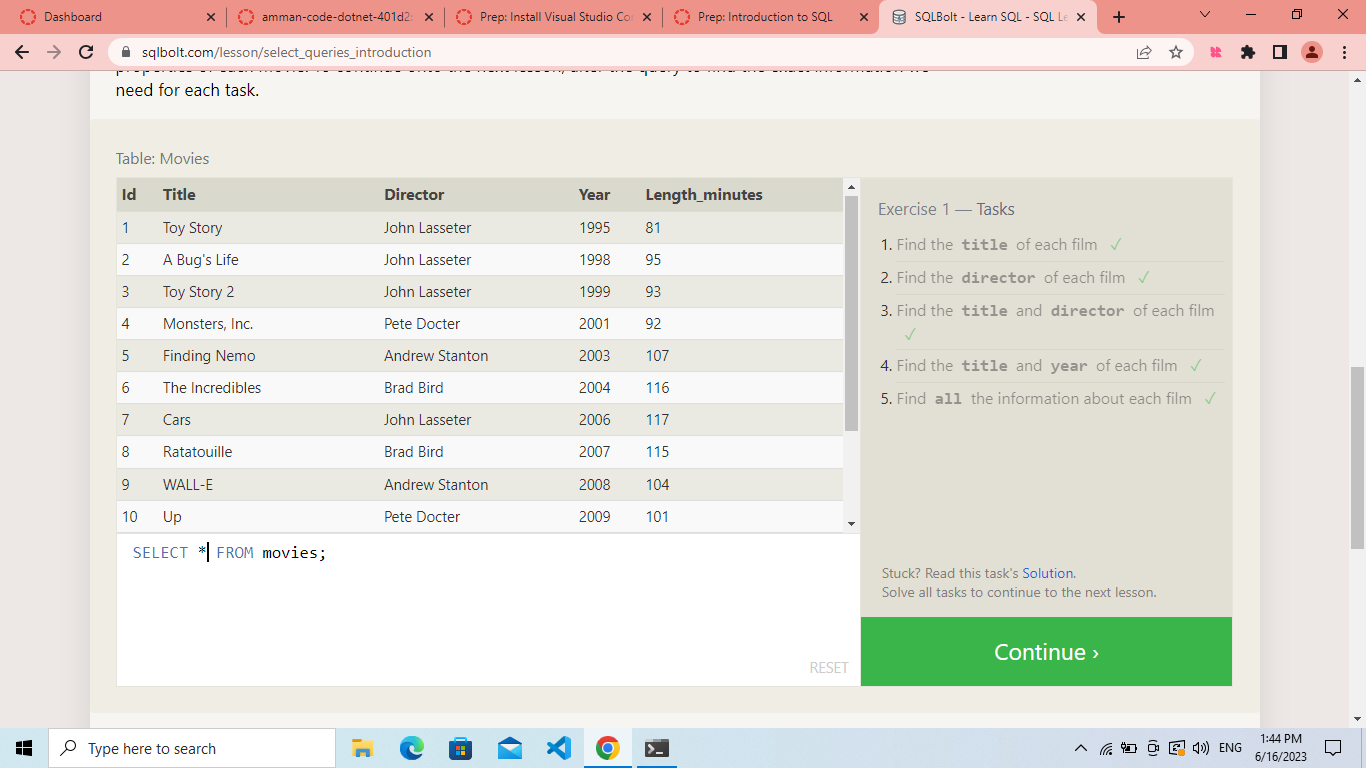 Dashboard
amman-code-dotnet-401d2
Prep: Install Visual Studio Co
Prep: Introduction to SQL
SQLBolt - Learn SQL - SQL Le
sqlbolt.com/lesson/select_queries_introduction
need for each task.
Table: Movies
Id Title Director Year Length_minutes
1 Toy Story John Lasseter 1995 81
2 A Bug's Life John Lasseter 1998 95
3 Toy Story 2 John Lasseter 1999 93
4 Monsters, Inc. Pete Docter 2001 92
5 Finding Nemo Andrew Stanton 2003 107
6 The Incredibles Brad Bird 2004 116
7 Cars John Lasseter 2006 117
8 Ratatouille Brad Bird 2007 115
9 WALL-E Andrew Stanton 2008 104
10 Up Pete Docter 2009 101
SELECT * FROM movies;
RESET
Exercise 1 — Tasks
1. Find the title of each film ✓
2. Find the director of each film ✓
3. Find the title and director of each film
✓
4. Find the title and year of each film ✓
5. Find all the information about each film ✓
Stuck? Read this task's Solution.
Solve all tasks to continue to the next lesson.
Continue ›
Type here to search
ENG
1:44 PM
6/16/2023